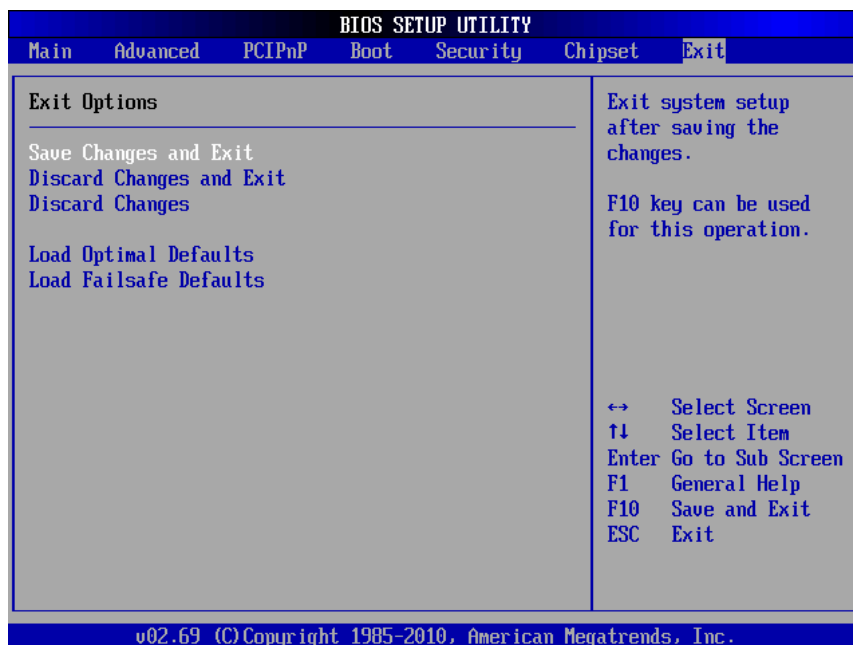 BIOS SETUP UTILITY
Main Advanced PCIPnP Boot Security Chipset Exit
Exit Options
Save Changes and Exit
Discard Changes and Exit
Discard Changes
Load Optimal Defaults
Load Failsafe Defaults
Exit system setup
after saving the
changes.
F10 key can be used
for this operation.
←→ Select Screen
↑↓ Select Item
Enter Go to Sub Screen
F1 General Help
F10 Save and Exit
ESC Exit
v02.69 (C)Copyright 1985-2010, American Megatrends, Inc.